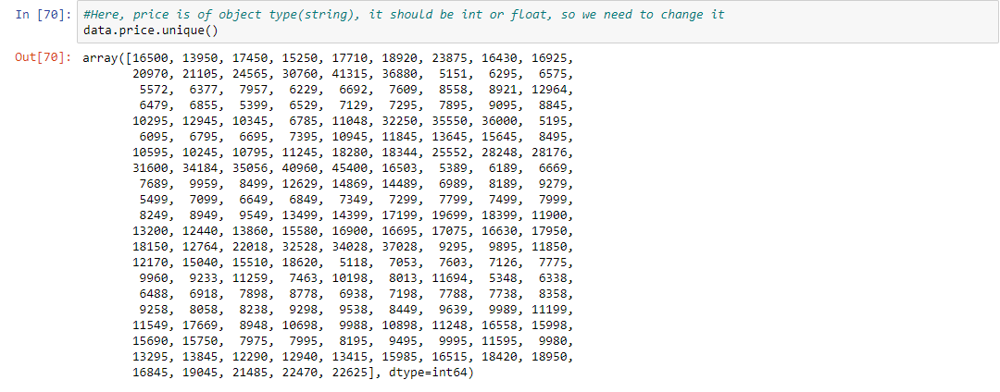 In [70]: #Here, price is of object type(string), it should be int or float, so we need to change it
data.price.unique()
Out[70]: array([16500, 13950, 17450, 15250, 17710, 18920, 23875, 16430, 16925,
20970, 21105, 24565, 30760, 41315, 36880, 5151, 6295, 6575,
5572, 6377, 7957, 6229, 6692, 7609, 8558, 8921, 12964,
6479, 6855, 5399, 6529, 7129, 7295, 7895, 9095, 8845,
10295, 12945, 10345, 6785, 11048, 32250, 35550, 36000, 5195,
6095, 6795, 6695, 7395, 10945, 11845, 13645, 15645, 8495,
10595, 10245, 10795, 11245, 18280, 18344, 25552, 28248, 28176,
31600, 34184, 35056, 40960, 45400, 16503, 5389, 6189, 6669,
7689, 9959, 8499, 12629, 14869, 14489, 6989, 8189, 9279,
5499, 7099, 6649, 6849, 7349, 7299, 7799, 7499, 7999,
8249, 8949, 9549, 13499, 14399, 17199, 19699, 18399, 11900,
13200, 12440, 13860, 15580, 16900, 16695, 17075, 16630, 17950,
18150, 12764, 22018, 32528, 34028, 37028, 9295, 9895, 11850,
12170, 15040, 15510, 18620, 5118, 7053, 7603, 7126, 7775,
9960, 9233, 11259, 7463, 10198, 8013, 11694, 5348, 6338,
6488, 6918, 7898, 8778, 6938, 7198, 7788, 7738, 8358,
9258, 8058, 8238, 9298, 9538, 8449, 9639, 9989, 11199,
11549, 17669, 8948, 10698, 9988, 10898, 11248, 16558, 15998,
15690, 15750, 7975, 7995, 8195, 9495, 9995, 11595, 9980,
13295, 13845, 12290, 12940, 13415, 15985, 16515, 18420, 18950,
16845, 19045, 21485, 22470, 22625], dtype=int64)